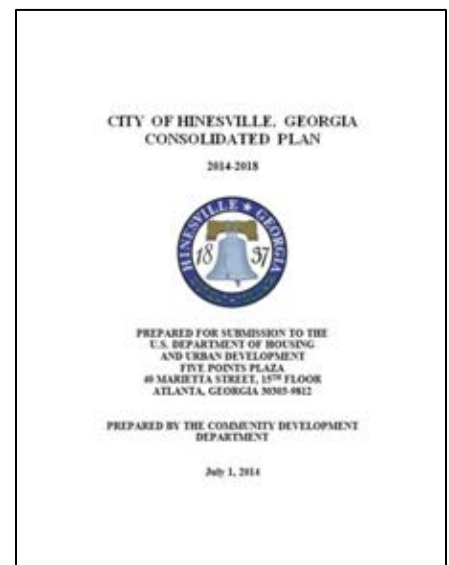 CITY OF HINESVILLE, GEORGIA
CONSOLIDATED PLAN
2014-2018
HINESVILLE ★ GEORGIA
18 37
PREPARED FOR SUBMISSION TO THE
U.S. DEPARTMENT OF HOUSING
AND URBAN DEVELOPMENT
FIVE POINTS PLAZA
40 MARIETTA STREET, 15TH FLOOR
ATLANTA, GEORGIA 30303-9812
PREPARED BY THE COMMUNITY DEVELOPMENT
DEPARTMENT
July 1, 2014